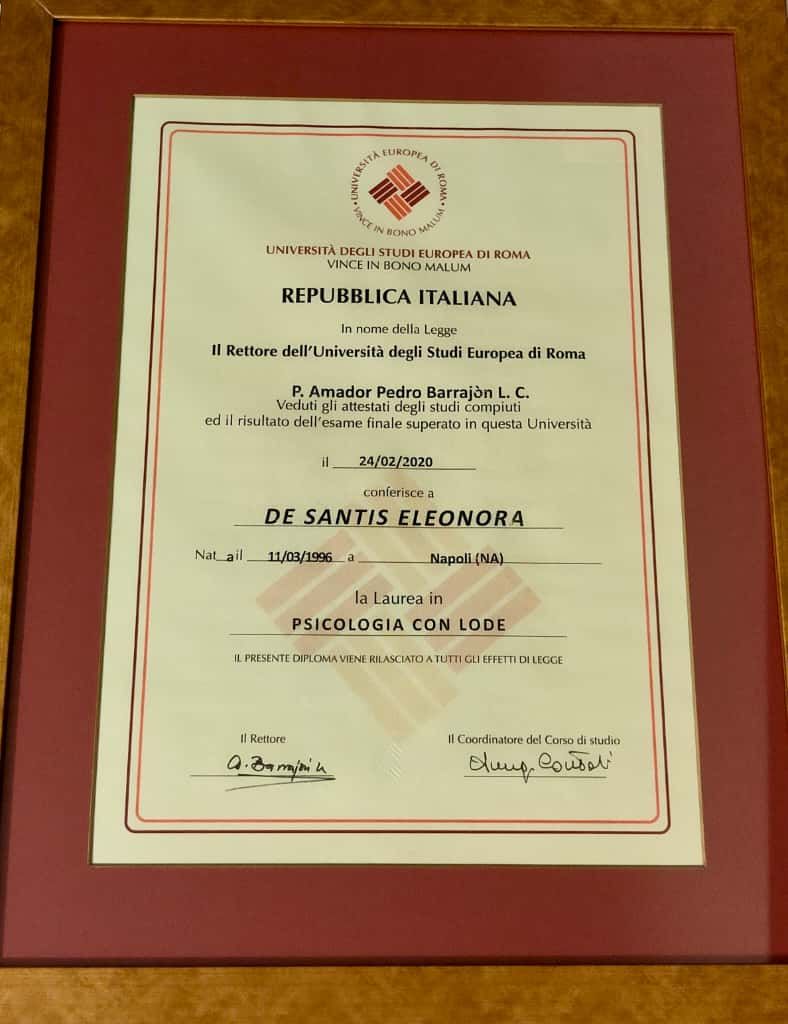 UNIVERSITÀ EUROPEA DI ROMA
• VINCE IN BONO MALUM •
UNIVERSITÀ DEGLI STUDI EUROPEA DI ROMA
VINCE IN BONO MALUM
REPUBBLICA ITALIANA
In nome della Legge
Il Rettore dell'Università degli Studi Europea di Roma
P. Amador Pedro Barrajòn L. C.
Veduti gli attestati degli studi compiuti
ed il risultato dell'esame finale superato in questa Università
il 24/02/2020
conferisce a
DE SANTIS ELEONORA
Nat a il 11/03/1996 a Napoli (NA)
la Laurea in
PSICOLOGIA CON LODE
IL PRESENTE DIPLOMA VIENE RILASCIATO A TUTTI GLI EFFETTI DI LEGGE
Il Rettore Il Coordinatore del Corso di studio